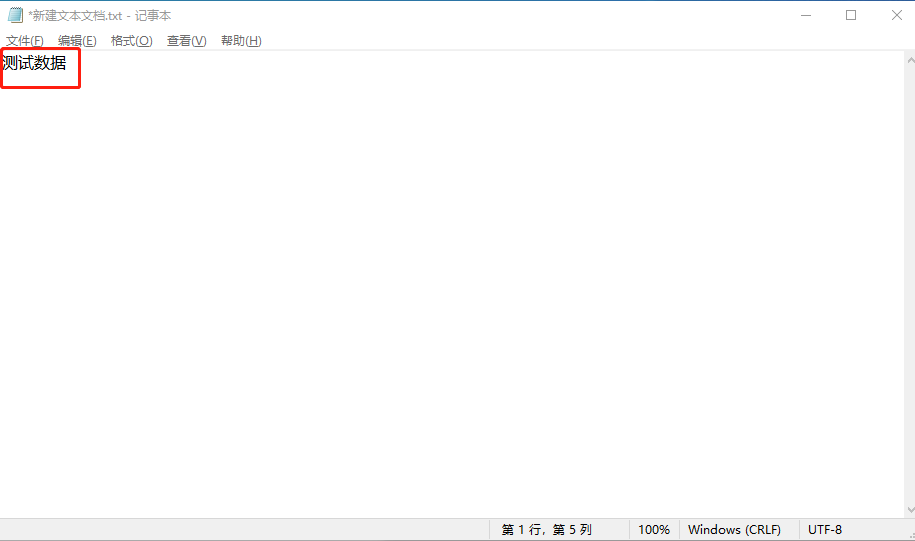 *新建文本文档.txt - 记事本
文件(F) 编辑(E) 格式(O) 查看(V) 帮助(H)
测试数据
第 1 行，第 5 列 100% Windows (CRLF) UTF-8